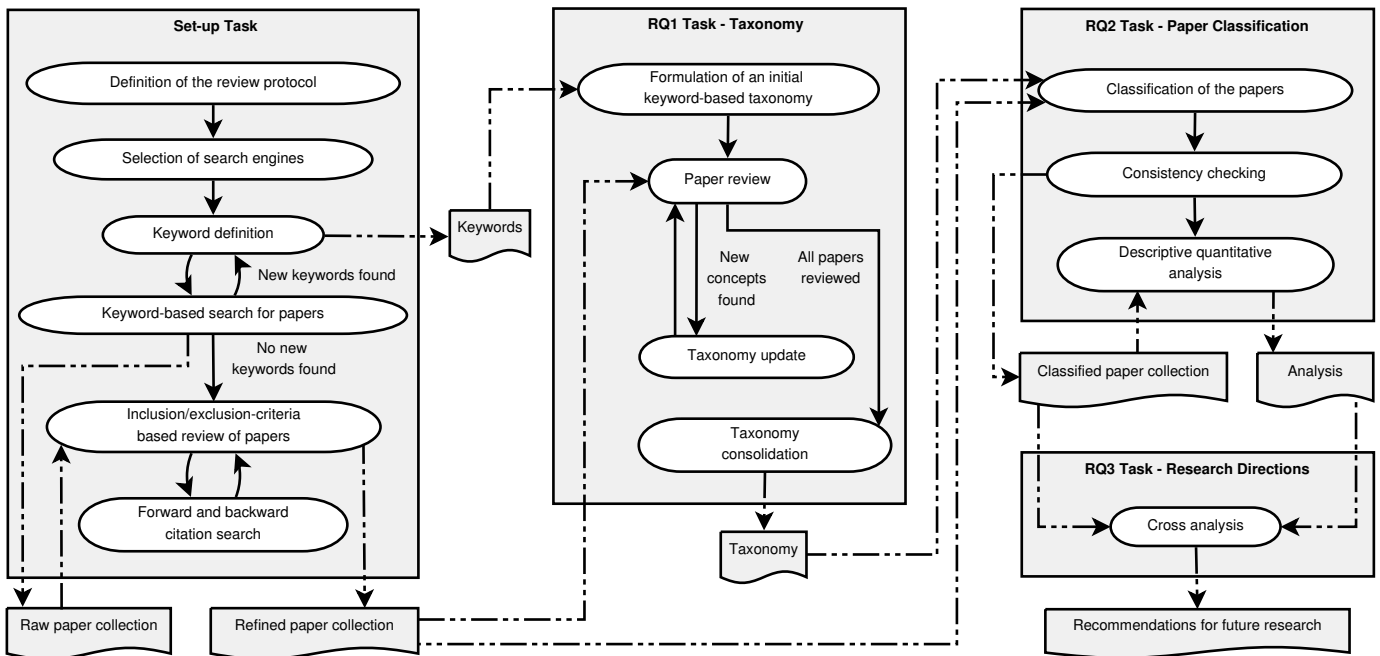 Set-up Task
Definition of the review protocol
Selection of search engines
Keyword definition
New keywords found
Keyword-based search for papers
No new
keywords found
Inclusion/exclusion-criteria
based review of papers
Forward and backward
citation search
Raw paper collection
Refined paper collection
Keywords
RQ1 Task - Taxonomy
Formulation of an initial
keyword-based taxonomy
Paper review
New
concepts
found
All papers
reviewed
Taxonomy update
Taxonomy
consolidation
Taxonomy
RQ2 Task - Paper Classification
Classification of the papers
Consistency checking
Descriptive quantitative
analysis
Classified paper collection
Analysis
RQ3 Task - Research Directions
Cross analysis
Recommendations for future research